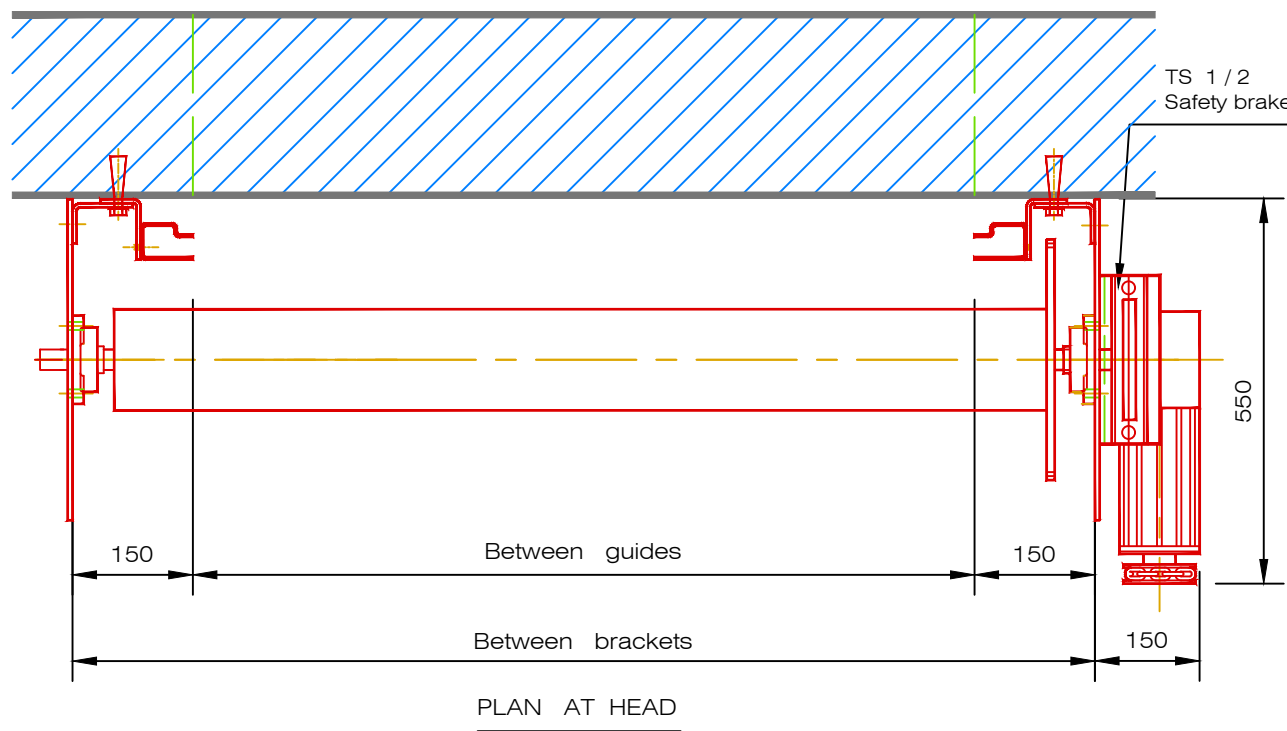 TS 1 / 2
Safety brake
550
150
Between guides
150
Between brackets
150
PLAN AT HEAD